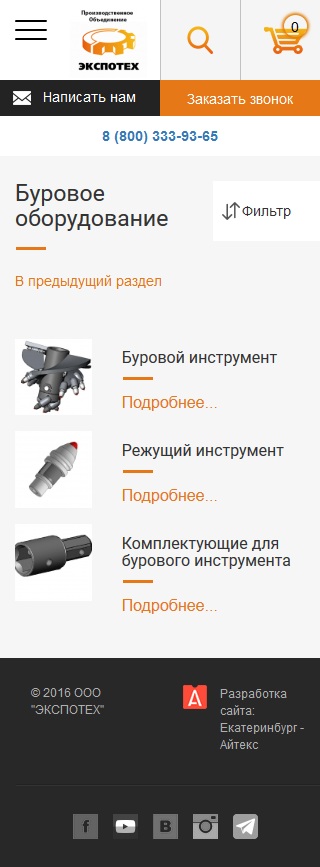 Производственное
Объединение
ЭКСПОТЕХ
0
Написать нам
Заказать звонок
8 (800) 333-93-65
Буровое
оборудование
Фильтр
В предыдущий раздел
Буровой инструмент
Подробнее...
Режущий инструмент
Подробнее...
Комплектующие для
бурового инструмента
Подробнее...
© 2016 ООО
"ЭКСПОТЕХ"
Разработка
сайта:
Екатеринбург -
Айтекс